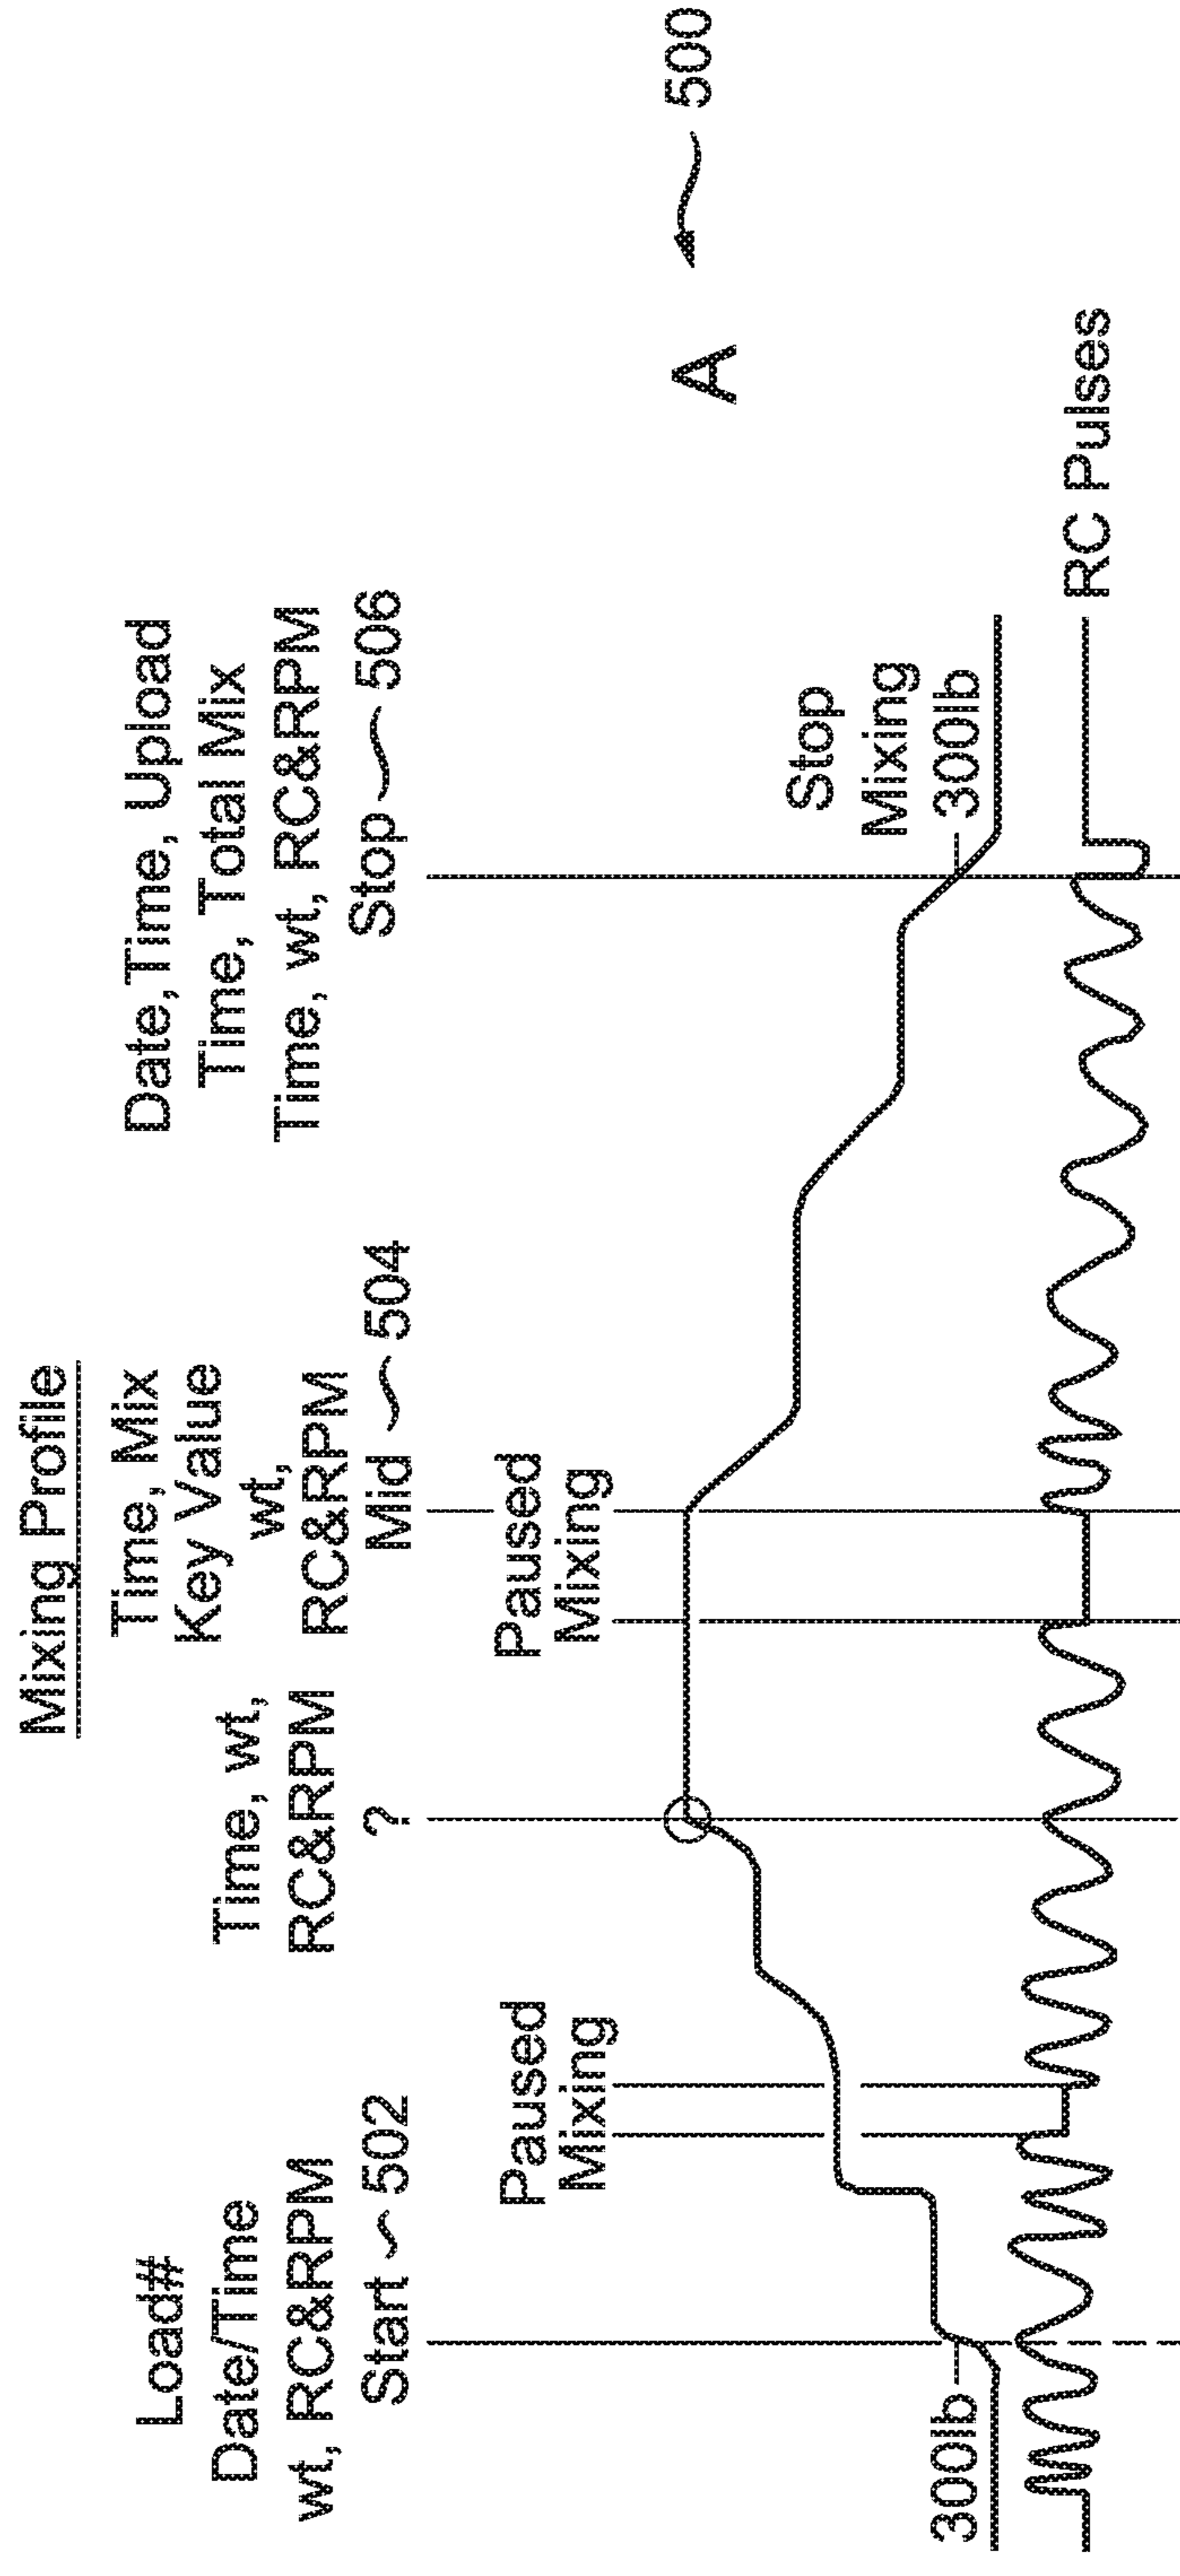 Mixing Profile
Load#
Date/Time
wt, RC&RPM
Start 502
Time, wt,
RC&RPM
?
Time, Mix
Key Value
wt,
RC&RPM
Mid 504
Date,Time, Upload
Time, Total Mix
Time, wt, RC&RPM
Stop 506
Paused
Mixing
Paused
Mixing
300lb
Stop
Mixing
300lb
A
500
RC Pulses